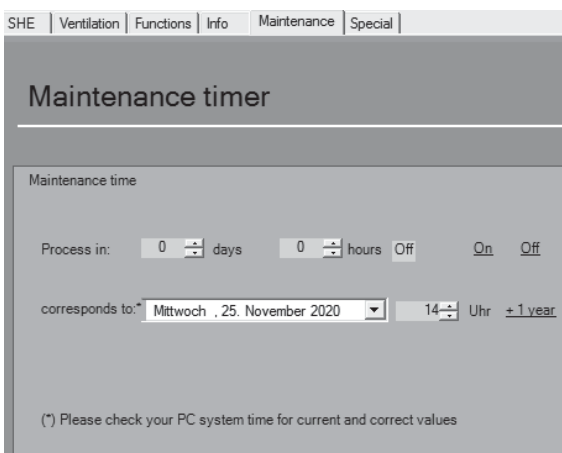 SHE Ventilation Functions Info Maintenance Special
Maintenance timer
Maintenance time
Process in: 0 days 0 hours Off On Off
corresponds to:* Mittwoch , 25. November 2020 14 Uhr + 1 year
(*) Please check your PC system time for current and correct values